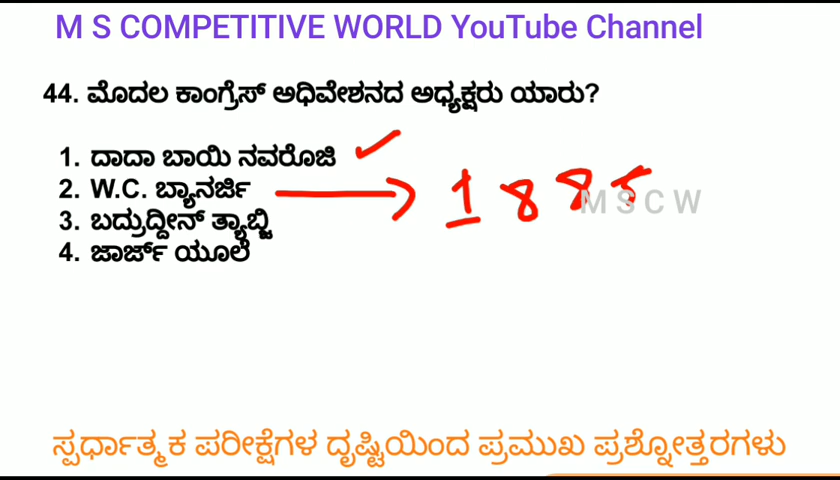 M S COMPETITIVE WORLD YouTube Channel
44. ಮೊದಲ ಕಾಂಗ್ರೆಸ್ ಅಧಿವೇಶನದ ಅಧ್ಯಕ್ಷರು ಯಾರು?
1. ದಾದಾ ಬಾಯಿ ನವರೋಜಿ
2. W.C. ಬ್ಯಾನರ್ಜಿ 1885
3. ಬದ್ರುದ್ದೀನ್ ತ್ಯಾಬ್ಜಿ
4. ಜಾರ್ಜ್ ಯೂಲೆ
M S C W
ಸ್ಪರ್ಧಾತ್ಮಕ ಪರೀಕ್ಷೆಗಳ ದೃಷ್ಟಿಯಿಂದ ಪ್ರಮುಖ ಪ್ರಶ್ನೋತ್ತರಗಳು